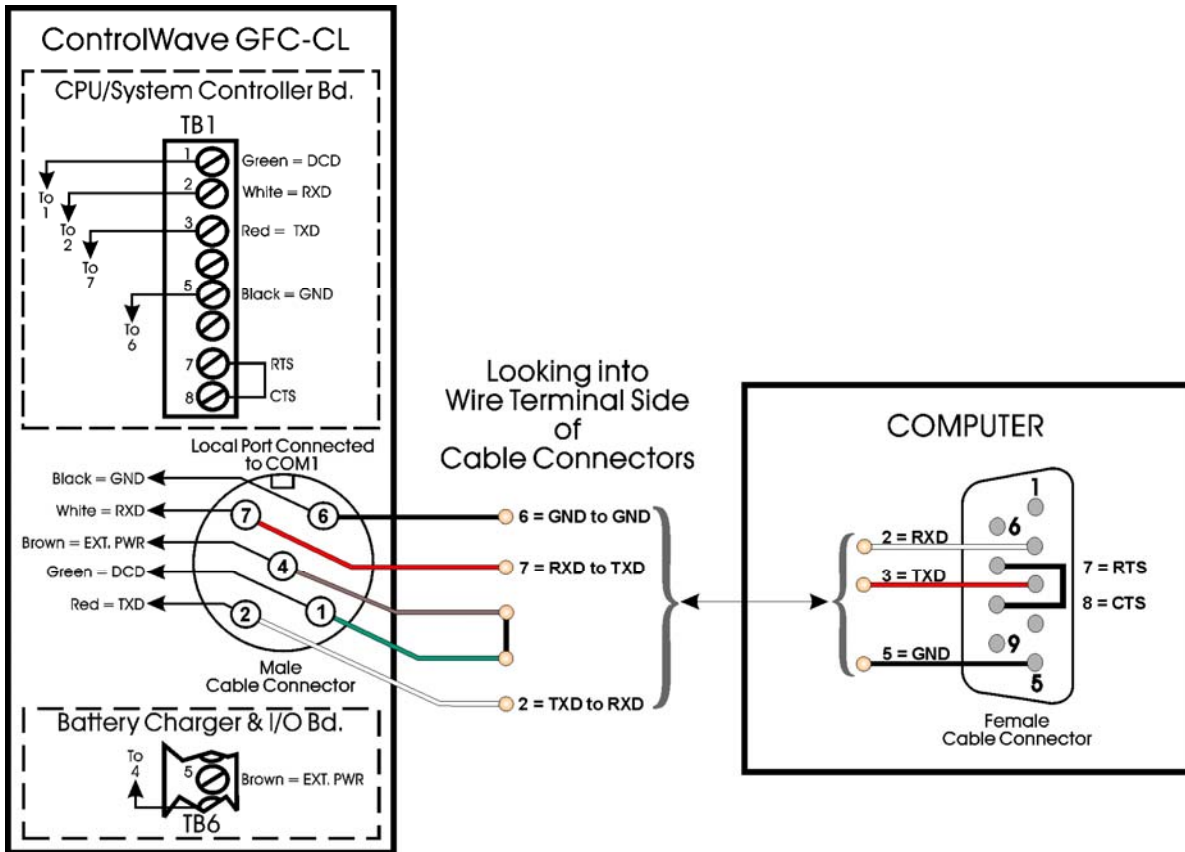 ControlWave GFC-CL
CPU/System Controller Bd.
TB1
1
Green = DCD
2
White = RXD
3
Red = TXD
5
Black = GND
7
RTS
8
CTS
To
1
To
2
To
7
To
6
Local Port Connected
to COM1
Black = GND
White = RXD
Brown = EXT. PWR
Green = DCD
Red = TXD
7
6
4
1
2
Male
Cable Connector
Battery Charger & I/O Bd.
To
4
5
Brown = EXT. PWR
TB6
Looking into
Wire Terminal Side
of
Cable Connectors
6 = GND to GND
7 = RXD to TXD
2 = TXD to RXD
COMPUTER
1
6
2 = RXD
3 = TXD
7 = RTS
8 = CTS
9
5 = GND
5
Female
Cable Connector